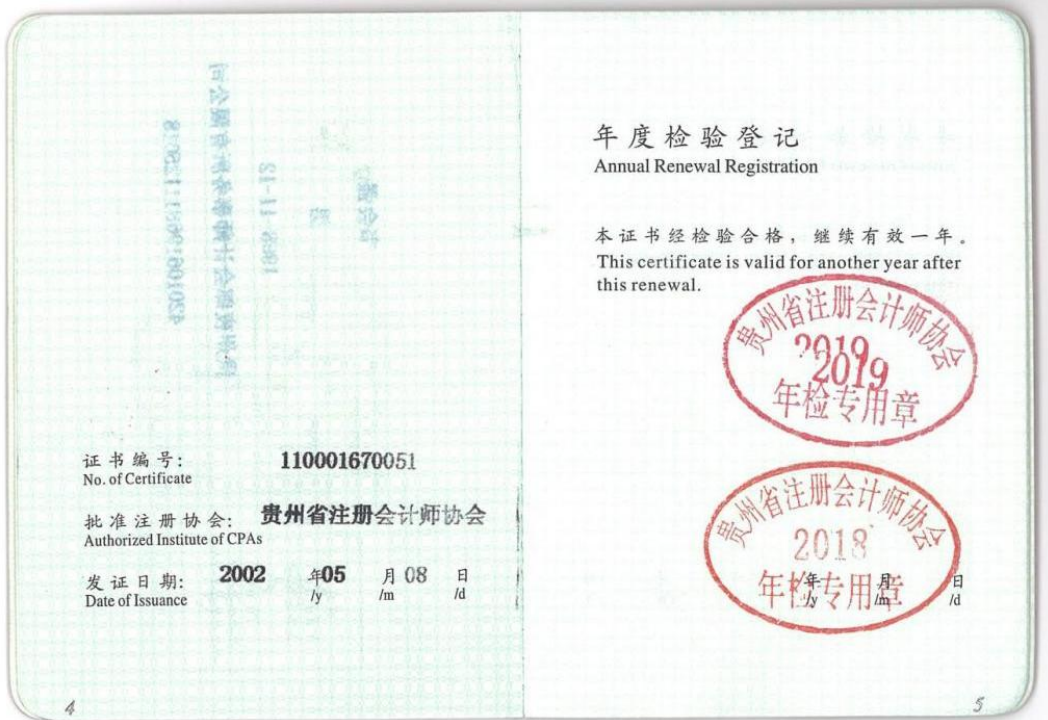 证书编号: 110001670051
No. of Certificate
批准注册协会: 贵州省注册会计师协会
Authorized Institute of CPAs
发证日期: 2002 年 05 月 08 日
Date of Issuance /y /m /d
4
年度检验登记
Annual Renewal Registration
本证书经检验合格，继续有效一年。
This certificate is valid for another year after
this renewal.
贵州省注册会计师协会
2019
2019
年检专用章
贵州省注册会计师协会
2018
年检专用章
年 月 日
/y /m /d
5